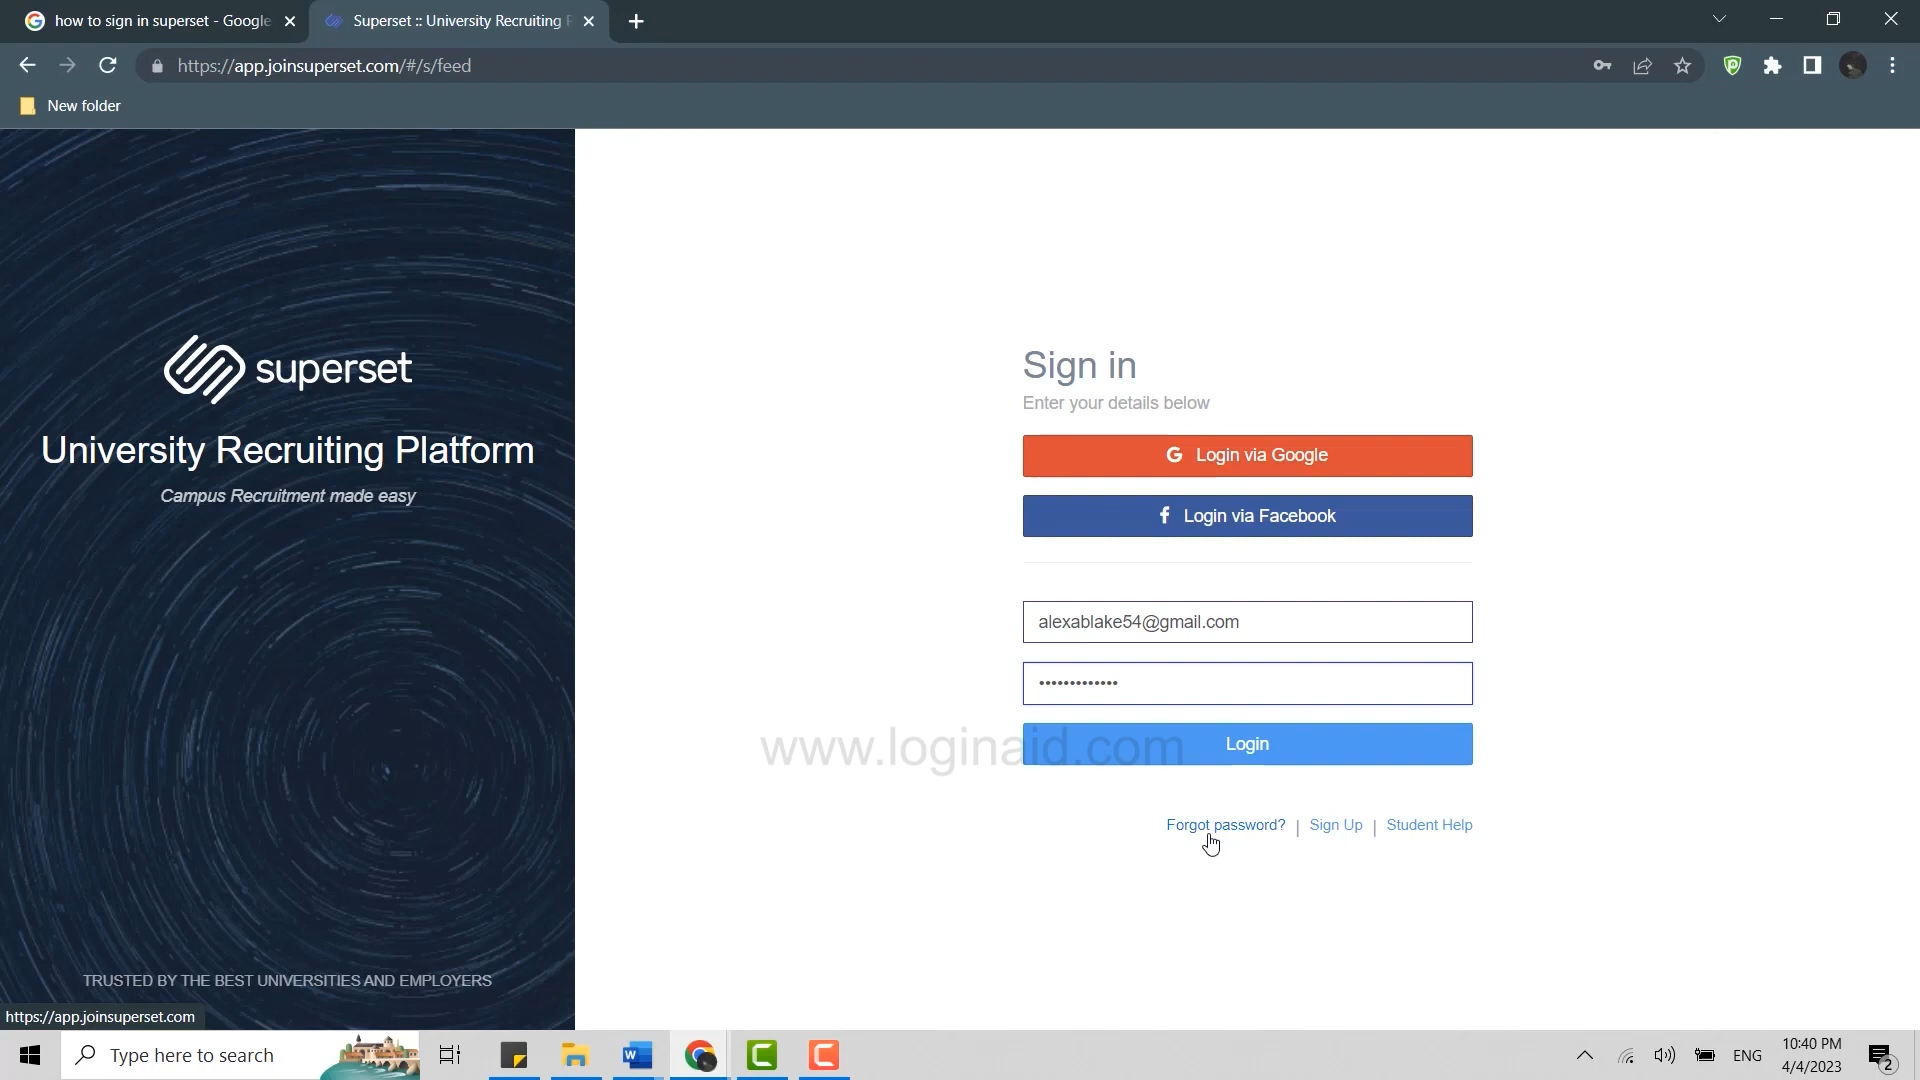 how to sign in superset - Google
Superset :: University Recruiting P
https://app.joinsuperset.com/#/s/feed
New folder
superset
University Recruiting Platform
Campus Recruitment made easy
TRUSTED BY THE BEST UNIVERSITIES AND EMPLOYERS
https://app.joinsuperset.com
Sign in
Enter your details below
G Login via Google
f Login via Facebook
alexablake54@gmail.com
•••••••••••••
Login
www.loginaid.com
Forgot password? | Sign Up | Student Help
Type here to search
ENG
10:40 PM
4/4/2023
2